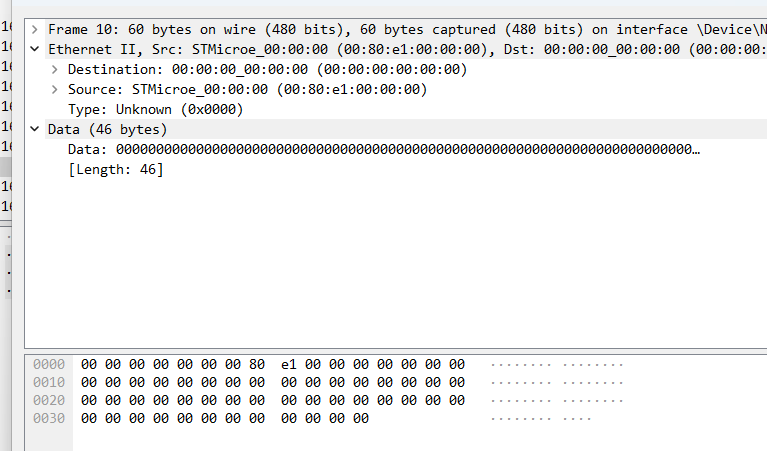 Frame 10: 60 bytes on wire (480 bits), 60 bytes captured (480 bits) on interface \Device\N
Ethernet II, Src: STMicroe_00:00:00 (00:80:e1:00:00:00), Dst: 00:00:00_00:00:00 (00:00:00:
Destination: 00:00:00_00:00:00 (00:00:00:00:00:00)
Source: STMicroe_00:00:00 (00:80:e1:00:00:00)
Type: Unknown (0x0000)
Data (46 bytes)
Data: 000000000000000000000000000000000000000000000000000000000000000000000000…
[Length: 46]
0000 00 00 00 00 00 00 00 80 e1 00 00 00 00 00 00 00 ········ ········
0010 00 00 00 00 00 00 00 00 00 00 00 00 00 00 00 00 ········ ········
0020 00 00 00 00 00 00 00 00 00 00 00 00 00 00 00 00 ········ ········
0030 00 00 00 00 00 00 00 00 00 00 00 00 ········ ····